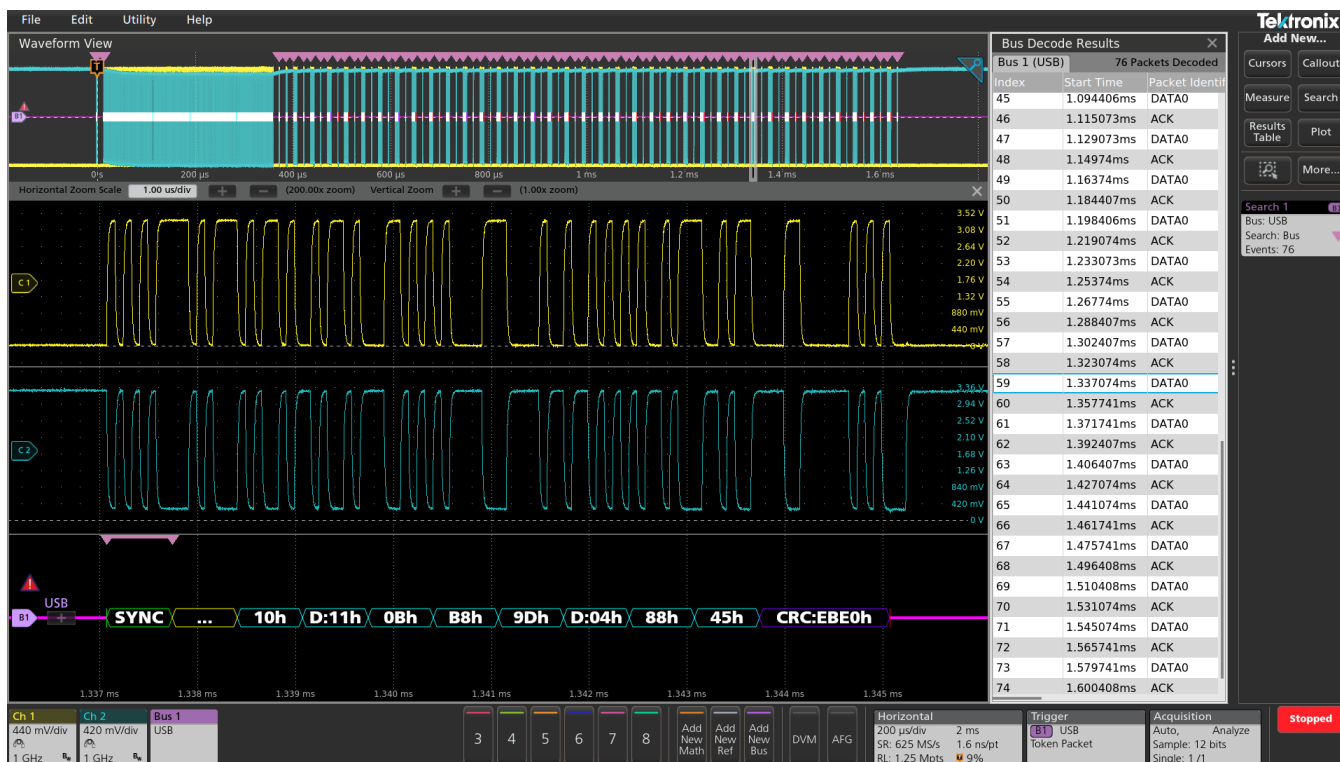 File Edit Utility Help
Tektronix
Waveform View
Add New...
T
B1
0's 200 µs 400 µs 600 µs 800 µs 1 ms 1.2 ms 1.4 ms 1.6 ms
Horizontal Zoom Scale 1.00 us/div + − (200.00x zoom) Vertical Zoom + − (1.00x zoom)
3.52 V
3.08 V
2.64 V
2.20 V
1.76 V
1.32 V
880 mV
440 mV
0 V
C 1
3.36 V
2.94 V
2.52 V
2.10 V
1.68 V
1.26 V
840 mV
420 mV
0 V
C 2
USB
B1 + SYNC ... 10h D:11h 0Bh B8h 9Dh D:04h 88h 45h CRC:EBE0h
1.337 ms 1.338 ms 1.339 ms 1.340 ms 1.341 ms 1.342 ms 1.343 ms 1.344 ms 1.345 ms
Bus Decode Results
Bus 1 (USB) 76 Packets Decoded
Index Start Time Packet Identif
45 1.094406ms DATA0
46 1.115073ms ACK
47 1.129073ms DATA0
48 1.14974ms ACK
49 1.16374ms DATA0
50 1.184407ms ACK
51 1.198406ms DATA0
52 1.219074ms ACK
53 1.233073ms DATA0
54 1.25374ms ACK
55 1.26774ms DATA0
56 1.288407ms ACK
57 1.302407ms DATA0
58 1.323074ms ACK
59 1.337074ms DATA0
60 1.357741ms ACK
61 1.371741ms DATA0
62 1.392407ms ACK
63 1.406407ms DATA0
64 1.427074ms ACK
65 1.441074ms DATA0
66 1.461741ms ACK
67 1.475741ms DATA0
68 1.496408ms ACK
69 1.510408ms DATA0
70 1.531074ms ACK
71 1.545074ms DATA0
72 1.565741ms ACK
73 1.579741ms DATA0
74 1.600408ms ACK
Cursors Callout
Measure Search
Results Table Plot
More...
Search 1
Bus: USB
Search: Bus
Events: 76
Ch 1
440 mV/div
1 GHz
Ch 2
420 mV/div
1 GHz
Bus 1
USB
3 4 5 6 7 8
Add New Math
Add New Ref
Add New Bus
DVM AFG
Horizontal
200 µs/div 2 ms
SR: 625 MS/s 1.6 ns/pt
RL: 1.25 Mpts 9%
Trigger
B1 USB
Token Packet
Acquisition
Auto, Analyze
Sample: 12 bits
Single: 1 /1
Stopped